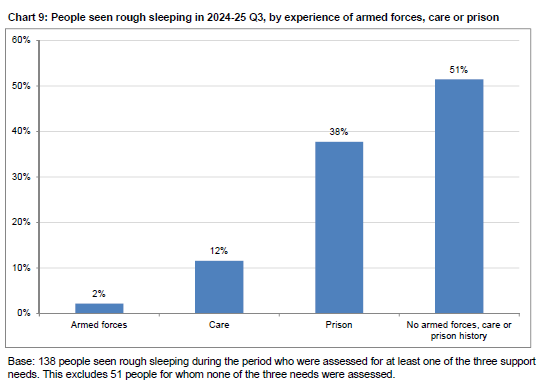 Chart 9: People seen rough sleeping in 2024-25 Q3, by experience of armed forces, care or prison
60%
50%
40%
30%
20%
10%
0%
2%
12%
38%
51%
Armed forces
Care
Prison
No armed forces, care or
prison history
Base: 138 people seen rough sleeping during the period who were assessed for at least one of the three support
needs. This excludes 51 people for whom none of the three needs were assessed.